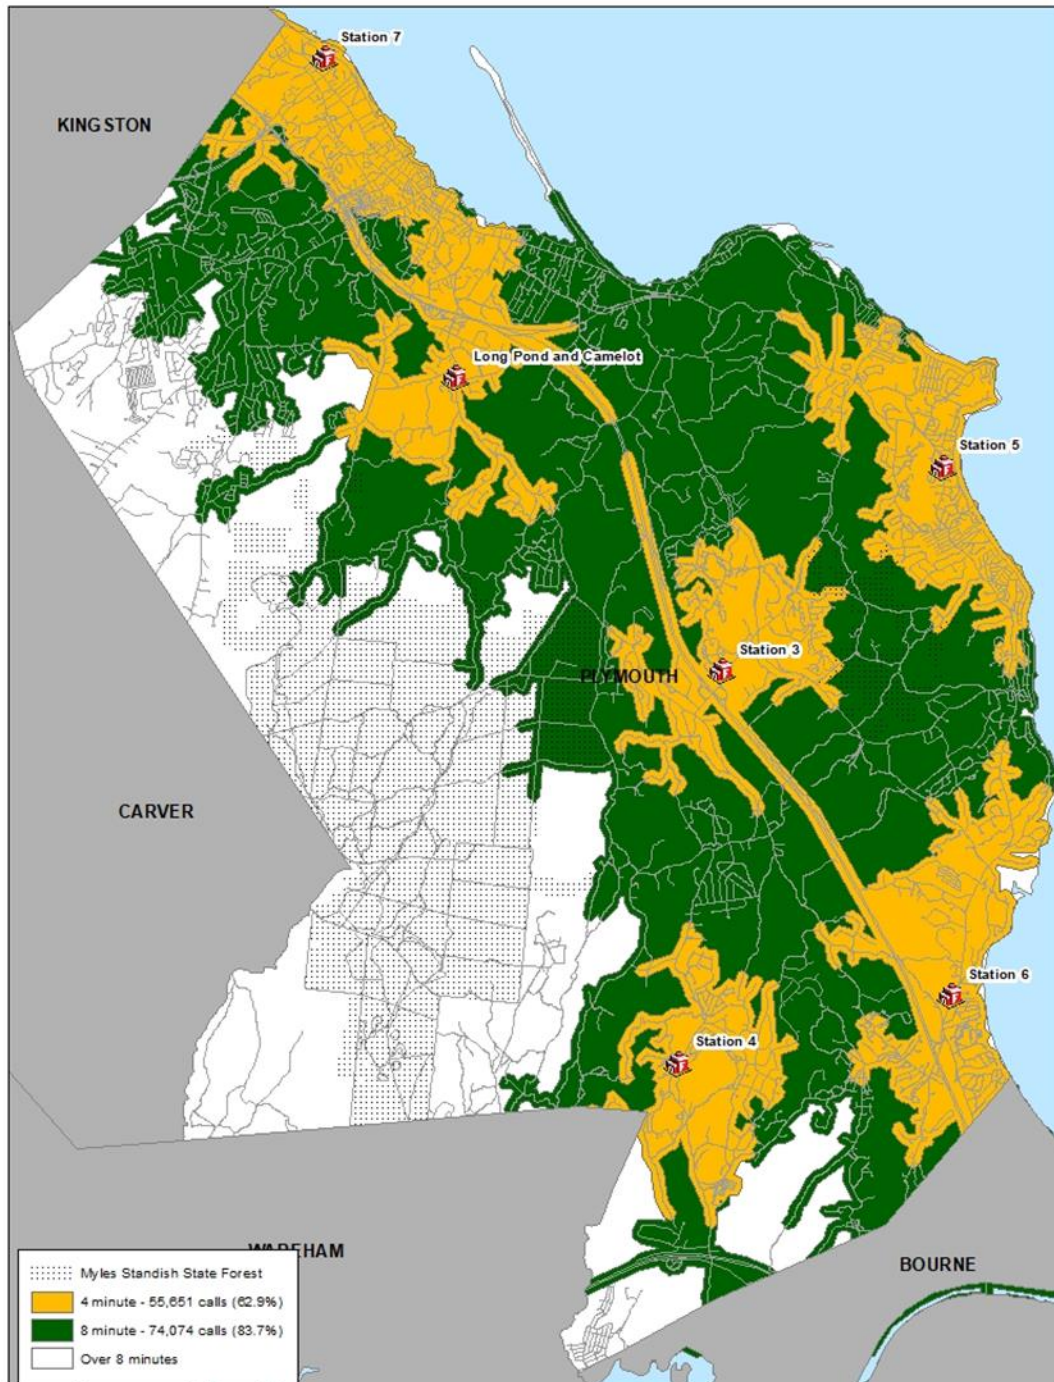 Station 7
KINGSTON
Long Pond and Camelot
Station 5
Station 3
PLYMOUTH
CARVER
Station 6
Station 4
WAREHAM
BOURNE
Myles Standish State Forest
4 minute - 55,651 calls (62.9%)
8 minute - 74,074 calls (83.7%)
Over 8 minutes